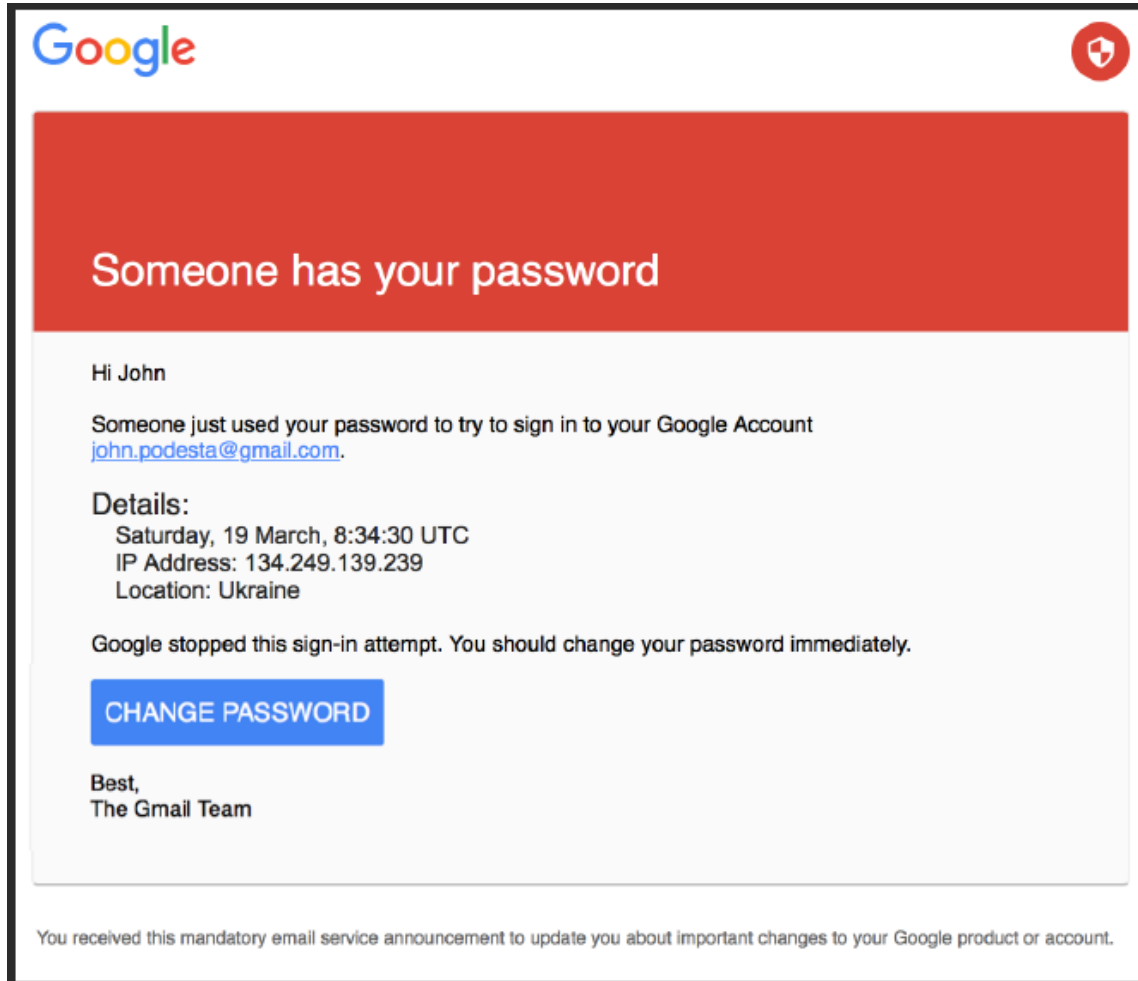 Google
Someone has your password
Hi John
Someone just used your password to try to sign in to your Google Account
john.podesta@gmail.com.
Details:
Saturday, 19 March, 8:34:30 UTC
IP Address: 134.249.139.239
Location: Ukraine
Google stopped this sign-in attempt. You should change your password immediately.
CHANGE PASSWORD
Best,
The Gmail Team
You received this mandatory email service announcement to update you about important changes to your Google product or account.